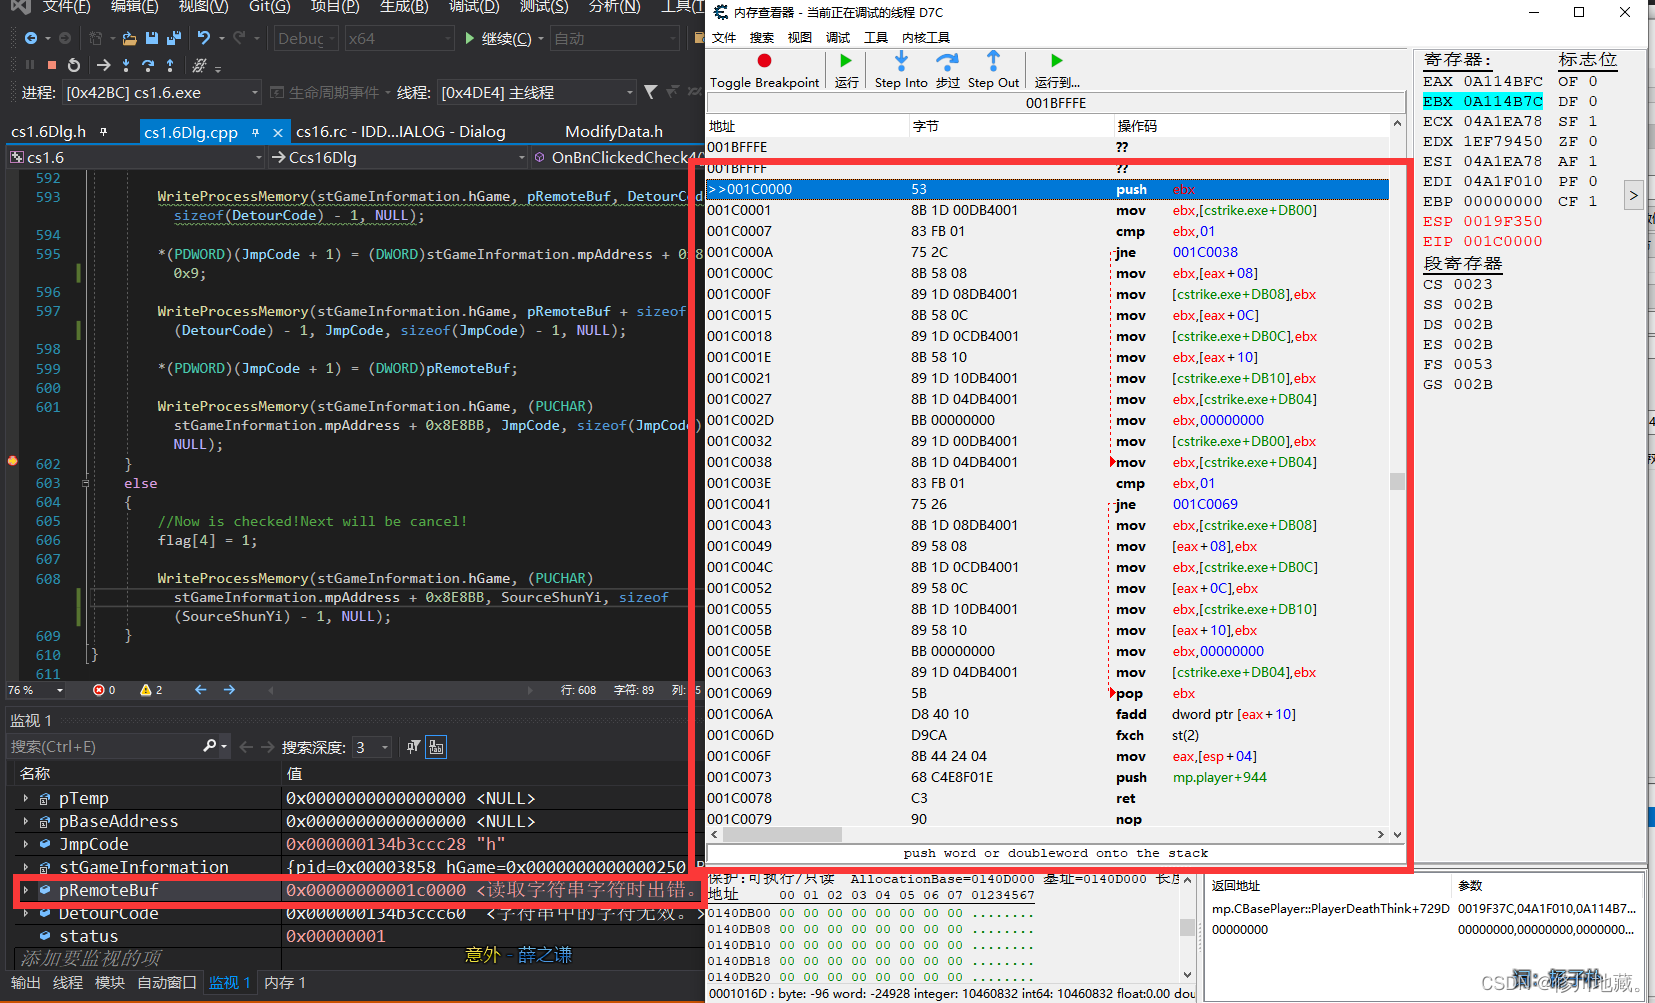 文件(F) 编辑(E) 视图(V) Git(G) 项目(P) 生成(B) 调试(D) 测试(S) 分析(N) 工具(T
Debug x64 继续(C) 自动
进程: [0x42BC] cs1.6.exe 生命周期事件 线程: [0x4DE4] 主线程
cs1.6Dlg.h cs1.6Dlg.cpp cs16.rc - IDD...IALOG - Dialog ModifyData.h
cs1.6 Ccs16Dlg OnBnClickedCheck4(
592
593 WriteProcessMemory(stGameInformation.hGame, pRemoteBuf, DetourCod
sizeof(DetourCode) - 1, NULL);
594
595 *(PDWORD)(JmpCode + 1) = (DWORD)stGameInformation.mpAddress + 0x8
0x9;
596
597 WriteProcessMemory(stGameInformation.hGame, pRemoteBuf + sizeof
(DetourCode) - 1, JmpCode, sizeof(JmpCode) - 1, NULL);
598
599 *(PDWORD)(JmpCode + 1) = (DWORD)pRemoteBuf;
600
601 WriteProcessMemory(stGameInformation.hGame, (PUCHAR)
stGameInformation.mpAddress + 0x8E8BB, JmpCode, sizeof(JmpCode)
NULL);
602 }
603 else
604 {
605 //Now is checked!Next will be cancel!
606 flag[4] = 1;
607
608 WriteProcessMemory(stGameInformation.hGame, (PUCHAR)
stGameInformation.mpAddress + 0x8E8BB, SourceShunYi, sizeof
(SourceShunYi) - 1, NULL);
609 }
610 }
611
76 % 0 2 行: 608 字符: 89 列:
监视 1
搜索(Ctrl+E) 搜索深度: 3
名称 值
pTemp 0x0000000000000000 <NULL>
pBaseAddress 0x0000000000000000 <NULL>
JmpCode 0x000000134b3ccc28 "h"
stGameInformation {pid=0x00003858 hGame=0x0000000000000250
pRemoteBuf 0x00000000001c0000 <读取字符串字符时出错。
DetourCode 0x000000134b3ccc60 <字符串中的字符无效。>
status 0x00000001
添加要监视的项
意外 - 薛之谦
输出 线程 模块 自动窗口 监视 1 内存 1
内存查看器 - 当前正在调试的线程 D7C
文件 搜索 视图 调试 工具 内核工具
Toggle Breakpoint 运行 Step Into 步过 Step Out 运行到...
001BFFFE
地址 字节 操作码
001BFFFE ??
001BFFFF ??
>>001C0000 53 push ebx
001C0001 8B 1D 00DB4001 mov ebx,[cstrike.exe+DB00]
001C0007 83 FB 01 cmp ebx,01
001C000A 75 2C jne 001C0038
001C000C 8B 58 08 mov ebx,[eax+08]
001C000F 89 1D 08DB4001 mov [cstrike.exe+DB08],ebx
001C0015 8B 58 0C mov ebx,[eax+0C]
001C0018 89 1D 0CDB4001 mov [cstrike.exe+DB0C],ebx
001C001E 8B 58 10 mov ebx,[eax+10]
001C0021 89 1D 10DB4001 mov [cstrike.exe+DB10],ebx
001C0027 8B 1D 04DB4001 mov ebx,[cstrike.exe+DB04]
001C002D BB 00000000 mov ebx,00000000
001C0032 89 1D 00DB4001 mov [cstrike.exe+DB00],ebx
001C0038 8B 1D 04DB4001 mov ebx,[cstrike.exe+DB04]
001C003E 83 FB 01 cmp ebx,01
001C0041 75 26 jne 001C0069
001C0043 8B 1D 08DB4001 mov ebx,[cstrike.exe+DB08]
001C0049 89 58 08 mov [eax+08],ebx
001C004C 8B 1D 0CDB4001 mov ebx,[cstrike.exe+DB0C]
001C0052 89 58 0C mov [eax+0C],ebx
001C0055 8B 1D 10DB4001 mov ebx,[cstrike.exe+DB10]
001C005B 89 58 10 mov [eax+10],ebx
001C005E BB 00000000 mov ebx,00000000
001C0063 89 1D 04DB4001 mov [cstrike.exe+DB04],ebx
001C0069 5B pop ebx
001C006A D8 40 10 fadd dword ptr [eax+10]
001C006D D9CA fxch st(2)
001C006F 8B 44 24 04 mov eax,[esp+04]
001C0073 68 C4E8F01E push mp.player+944
001C0078 C3 ret
001C0079 90 nop
push word or doubleword onto the stack
寄存器: 标志位
EAX 0A114BFC OF 0
EBX 0A114B7C DF 0
ECX 04A1EA78 SF 1
EDX 1EF79450 ZF 0
ESI 04A1EA78 AF 1
EDI 04A1F010 PF 0
EBP 00000000 CF 1
ESP 0019F350
EIP 001C0000
段寄存器
CS 0023
SS 002B
DS 002B
ES 002B
FS 0053
GS 002B
保护:可执行/只读 AllocationBase=0140D000 基址=0140D000 长度
地址 00 01 02 03 04 05 06 07 01234567
0140DB00 00 00 00 00 00 00 00 00 ........
0140DB08 00 00 00 00 00 00 00 00 ........
0140DB10 00 00 00 00 00 00 00 00 ........
0140DB18 00 00 00 00 00 00 00 00 ........
0140DB20 00 00 00 00 00 00 00 00 ........
0001016D : byte: -96 word: -24928 integer: 10460832 int64: 10460832 float:0.00 dou
返回地址 参数
mp.CBasePlayer::PlayerDeathThink+729D 0019F37C,04A1F010,0A114B7...
00000000 00000000,00000000,0000000...